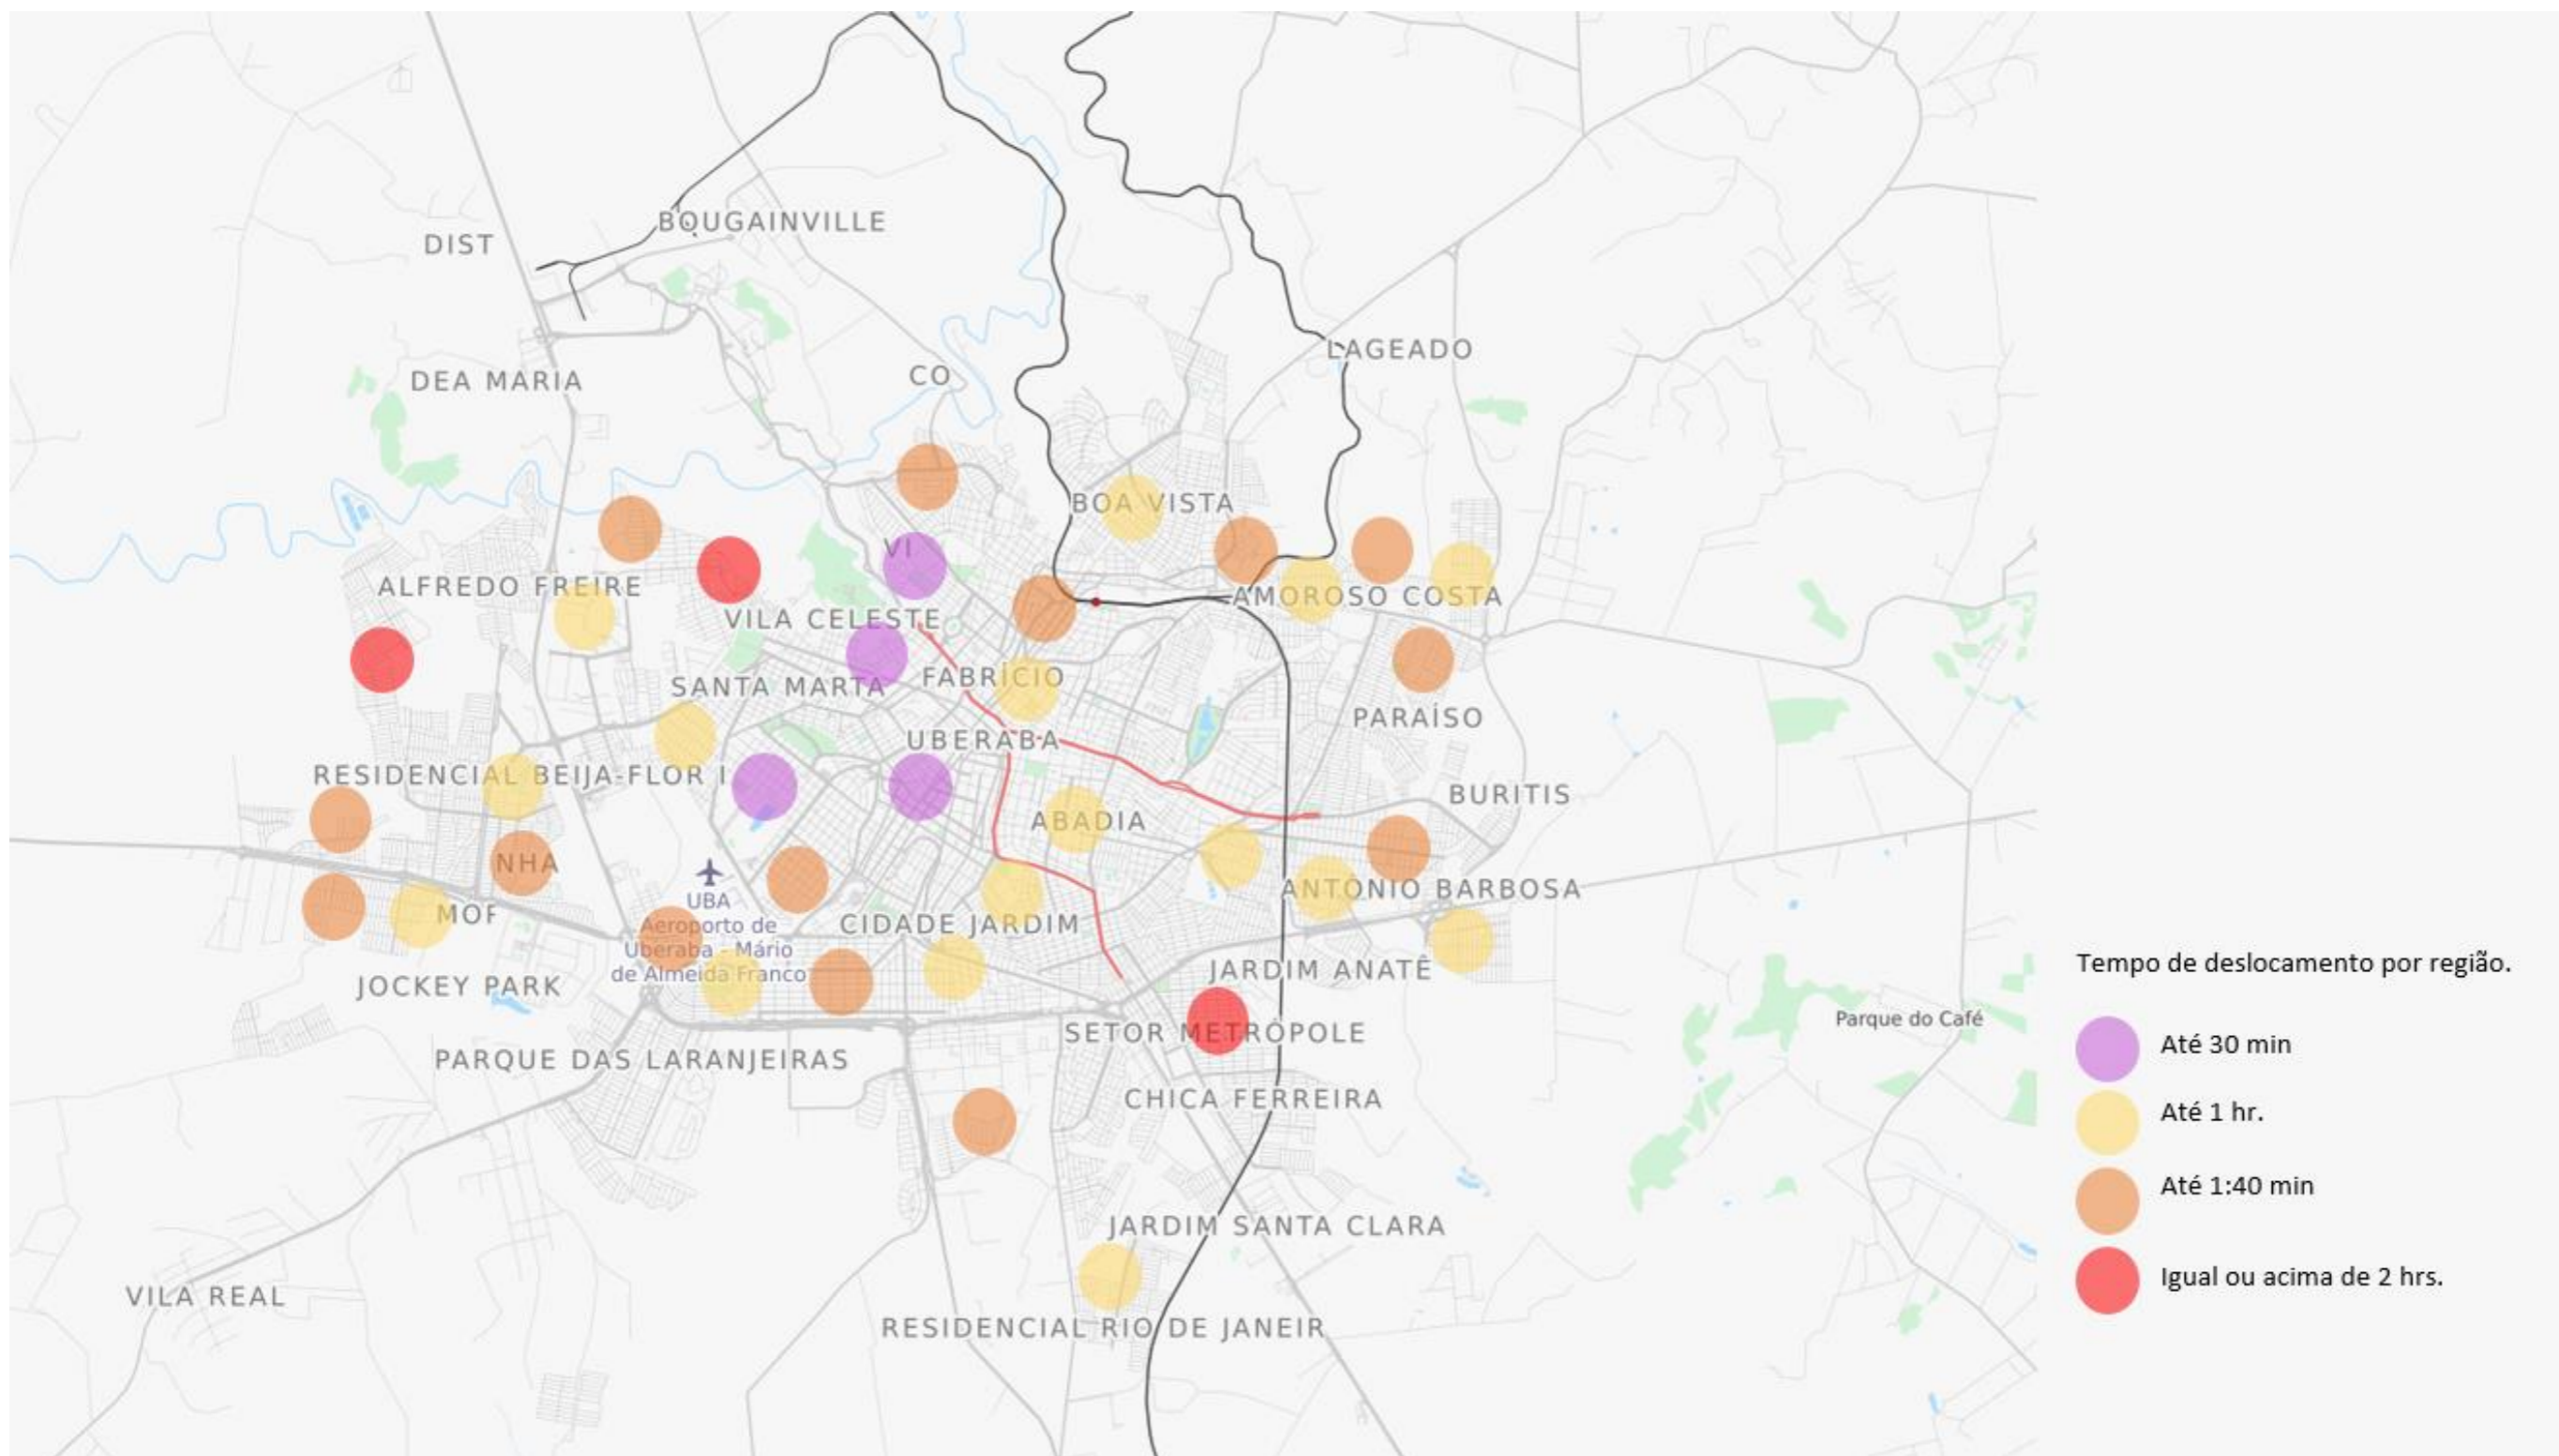 BOUGAINVILLE
DIST
LAGEADO
DEA MARIA
CO
BOA VISTA
VI
ALFREDO FREIRE
AMOROSO COSTA
VILA CELESTE
FABRÍCIO
SANTA MARTA
PARAÍSO
UBERABA
RESIDENCIAL BEIJA-FLOR I
BURITIS
ABADIA
NHA
ANTÔNIO BARBOSA
UBA
Aeroporto de
Uberaba - Mário
de Almeida Franco
MOR
CIDADE JARDIM
JARDIM ANATÊ
JOCKEY PARK
SETOR METRÓPOLE
PARQUE DAS LARANJEIRAS
CHICA FERREIRA
JARDIM SANTA CLARA
VILA REAL
RESIDENCIAL RIO DE JANEIR
Parque do Café
Tempo de deslocamento por região.
Até 30 min
Até 1 hr.
Até 1:40 min
Igual ou acima de 2 hrs.